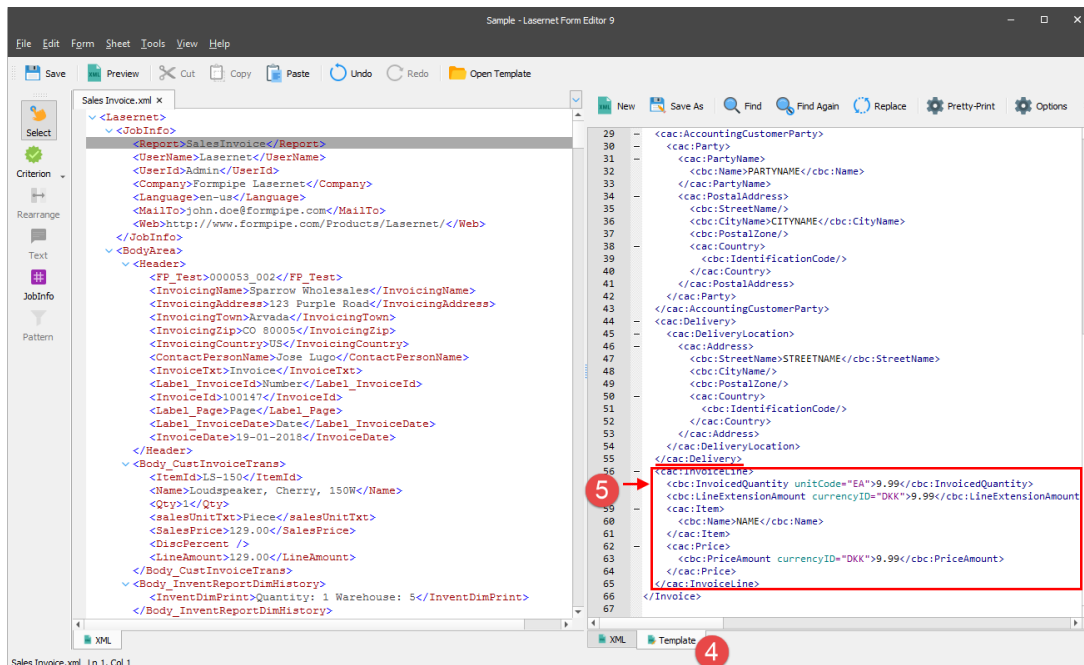 Sample - Lasernet Form Editor 9
File Edit Form Sheet Tools View Help
Save Preview Cut Copy Paste Undo Redo Open Template
Sales Invoice.xml ×
Select
Criterion
Rearrange
Text
JobInfo
Pattern
<Lasernet>
<JobInfo>
<Report>SalesInvoice</Report>
<UserName>Lasernet</UserName>
<UserId>Admin</UserId>
<Company>Formpipe Lasernet</Company>
<Language>en-us</Language>
<MailTo>john.doe@formpipe.com</MailTo>
<Web>http://www.formpipe.com/Products/Lasernet/</Web>
</JobInfo>
<BodyArea>
<Header>
<FP_Test>000053_002</FP_Test>
<InvoicingName>Sparrow Wholesales</InvoicingName>
<InvoicingAddress>123 Purple Road</InvoicingAddress>
<InvoicingTown>Arvada</InvoicingTown>
<InvoicingZip>CO 80005</InvoicingZip>
<InvoicingCountry>US</InvoicingCountry>
<ContactPersonName>Jose Lugo</ContactPersonName>
<InvoiceTxt>Invoice</InvoiceTxt>
<Label_InvoiceId>Number</Label_InvoiceId>
<InvoiceId>100147</InvoiceId>
<Label_Page>Page</Label_Page>
<Label_InvoiceDate>Date</Label_InvoiceDate>
<InvoiceDate>19-01-2018</InvoiceDate>
</Header>
<Body_CustInvoiceTrans>
<ItemId>LS-150</ItemId>
<Name>Loudspeaker, Cherry, 150W</Name>
<Qty>1</Qty>
<salesUnitTxt>Piece</salesUnitTxt>
<SalesPrice>129.00</SalesPrice>
<DiscPercent />
<LineAmount>129.00</LineAmount>
</Body_CustInvoiceTrans>
<Body_InventReportDimHistory>
<InventDimPrint>Quantity: 1 Warehouse: 5</InventDimPrint>
</Body_InventReportDimHistory>
XML
Sales Invoice.xml Ln 1, Col 1
New Save As Find Find Again Replace Pretty-Print Options
29 <cac:AccountingCustomerParty>
30 <cac:Party>
31 <cac:PartyName>
32 <cbc:Name>PARTYNAME</cbc:Name>
33 </cac:PartyName>
34 <cac:PostalAddress>
35 <cbc:StreetName/>
36 <cbc:CityName>CITYNAME</cbc:CityName>
37 <cbc:PostalZone/>
38 <cac:Country>
39 <cbc:IdentificationCode/>
40 </cac:Country>
41 </cac:PostalAddress>
42 </cac:Party>
43 </cac:AccountingCustomerParty>
44 <cac:Delivery>
45 <cac:DeliveryLocation>
46 <cac:Address>
47 <cbc:StreetName>STREETNAME</cbc:StreetName>
48 <cbc:CityName/>
49 <cbc:PostalZone/>
50 <cac:Country>
51 <cbc:IdentificationCode/>
52 </cac:Country>
53 </cac:Address>
54 </cac:DeliveryLocation>
55 </cac:Delivery>
56 <cac:InvoiceLine>
5 <cbc:InvoicedQuantity unitCode="EA">9.99</cbc:InvoicedQuantity>
<cbc:LineExtensionAmount currencyID="DKK">9.99</cbc:LineExtensionAmount
59 <cac:Item>
60 <cbc:Name>NAME</cbc:Name>
61 </cac:Item>
62 <cac:Price>
63 <cbc:PriceAmount currencyID="DKK">9.99</cbc:PriceAmount>
64 </cac:Price>
65 </cac:InvoiceLine>
66 </Invoice>
67
XML Template
4